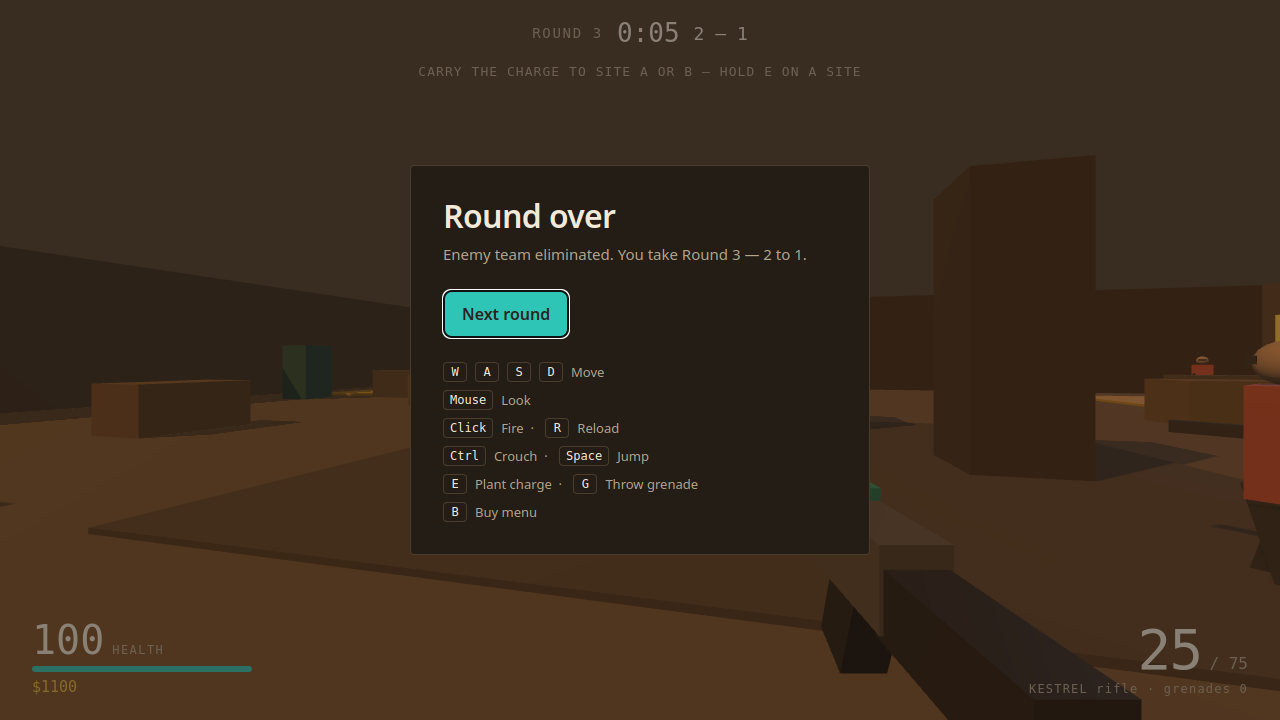 ROUND 3 0:05 2 — 1
CARRY THE CHARGE TO SITE A OR B — HOLD E ON A SITE
Round over
Enemy team eliminated. You take Round 3 — 2 to 1.
Next round
W A S D Move
Mouse Look
Click Fire · R Reload
Ctrl Crouch · Space Jump
E Plant charge · G Throw grenade
B Buy menu
100 HEALTH
$1100
25 / 75
KESTREL rifle · grenades 0